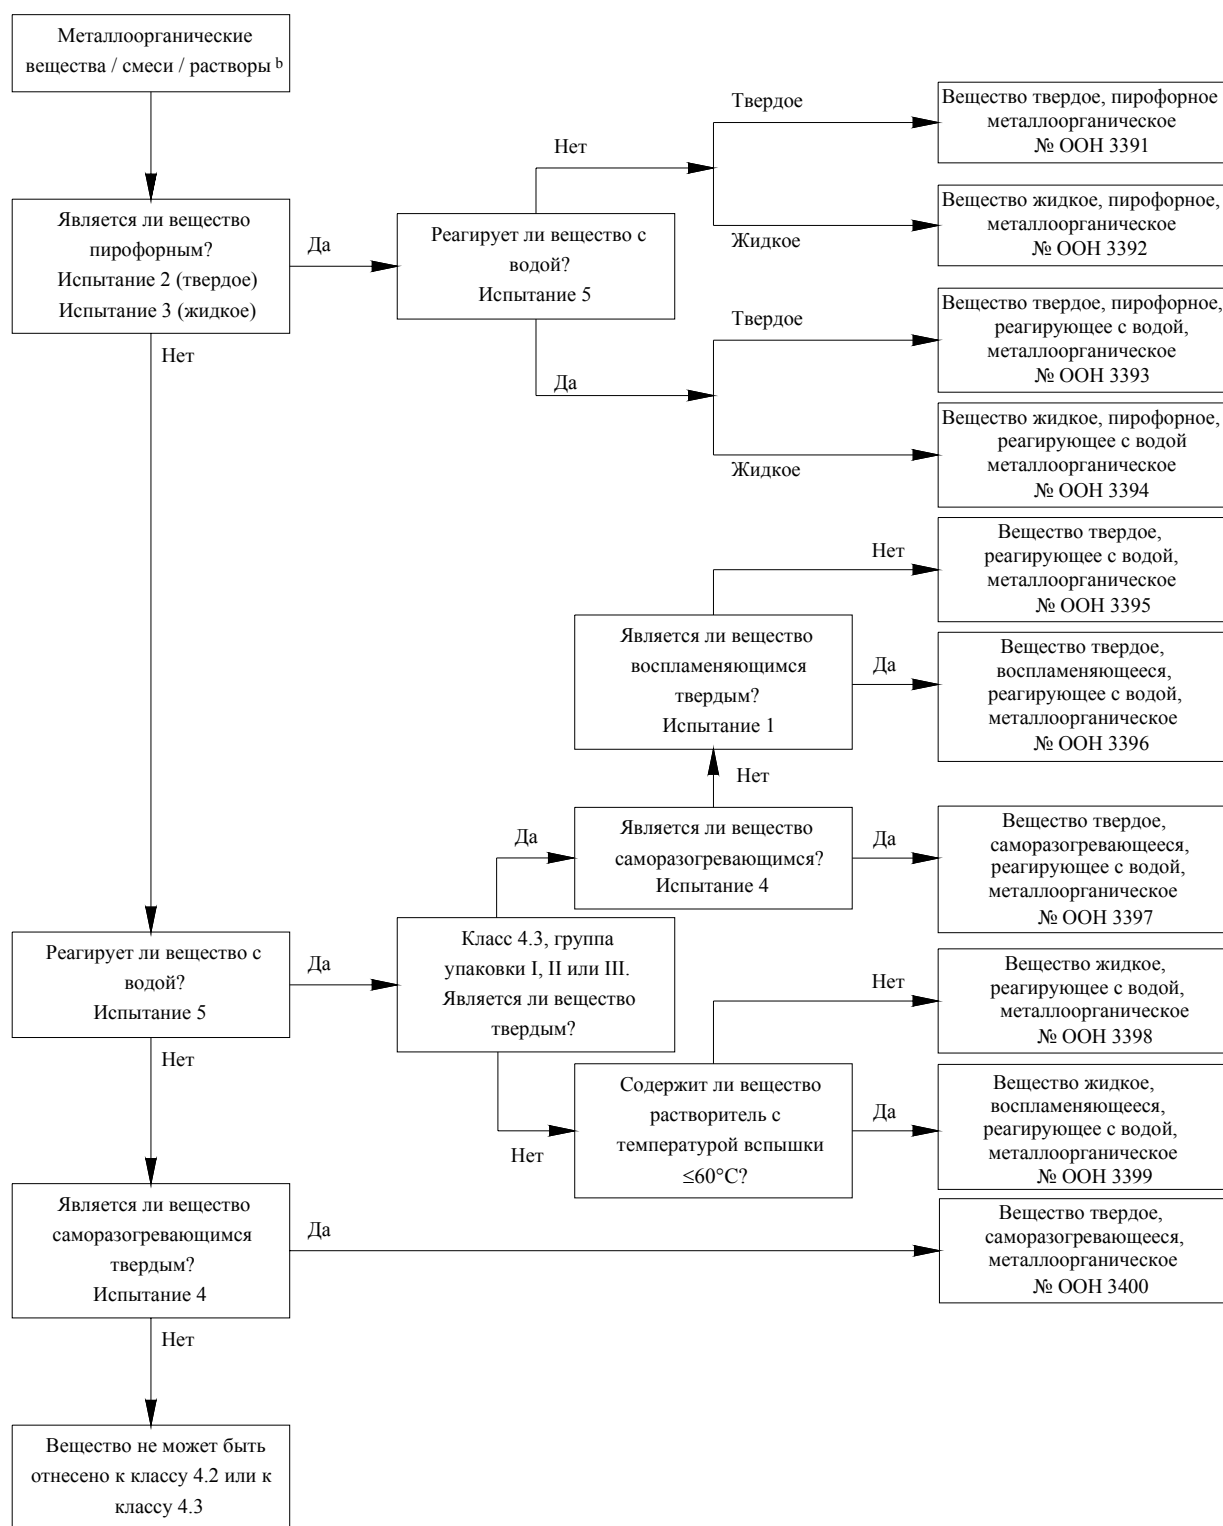 Металлоорганические
вещества / смеси / растворы b
Является ли вещество
пирофорным?
Испытание 2 (твердое)
Испытание 3 (жидкое)
Да
Нет
Реагирует ли вещество с
водой?
Испытание 5
Нет
Да
Твердое
Жидкое
Твердое
Жидкое
Вещество твердое, пирофорное
металлоорганическое
№ ООН 3391
Вещество жидкое, пирофорное,
металлоорганическое
№ ООН 3392
Вещество твердое, пирофорное,
реагирующее с водой,
металлоорганическое
№ ООН 3393
Вещество жидкое, пирофорное,
реагирующее с водой
металлоорганическое
№ ООН 3394
Нет
Вещество твердое,
реагирующее с водой,
металлоорганическое
№ ООН 3395
Является ли вещество
воспламеняющимся
твердым?
Испытание 1
Да
Вещество твердое,
воспламеняющееся,
реагирующее с водой,
металлоорганическое
№ ООН 3396
Нет
Да
Является ли вещество
саморазогревающимся?
Испытание 4
Да
Вещество твердое,
саморазогревающееся,
реагирующее с водой,
металлоорганическое
№ ООН 3397
Реагирует ли вещество с
водой?
Испытание 5
Да
Нет
Класс 4.3, группа
упаковки I, II или III.
Является ли вещество
твердым?
Нет
Нет
Вещество жидкое,
реагирующее с водой,
металлоорганическое
№ ООН 3398
Содержит ли вещество
растворитель с
температурой вспышки
≤60°C?
Да
Вещество жидкое,
воспламеняющееся,
реагирующее с водой,
металлоорганическое
№ ООН 3399
Является ли вещество
саморазогревающимся
твердым?
Испытание 4
Да
Нет
Вещество твердое,
саморазогревающееся,
металлоорганическое
№ ООН 3400
Вещество не может быть
отнесено к классу 4.2 или к
классу 4.3